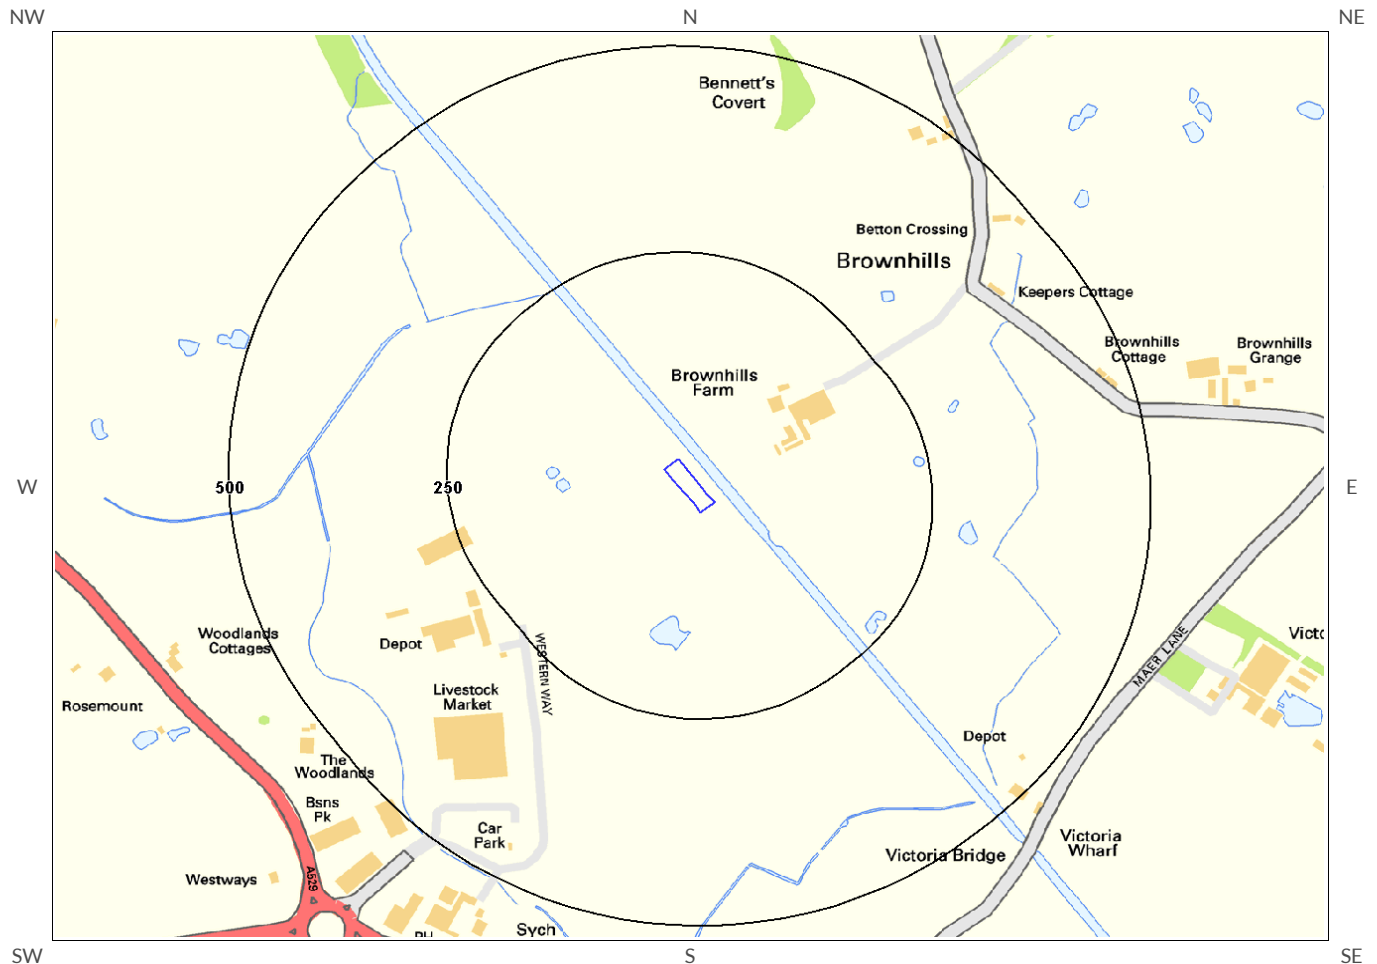 NW
N
NE
Bennett's
Covert
Betton Crossing
Brownhills
Keepers Cottage
Brownhills
Cottage
Brownhills
Grange
Brownhills
Farm
W
500
250
E
Woodlands
Cottages
Depot
WESTERN WAY
MAER LANE
Victo
Rosemount
Livestock
Market
Depot
The
Woodlands
Bsns
Pk
Car
Park
Victoria Bridge
Victoria
Wharf
Westways
A529
Sych
SW
S
SE